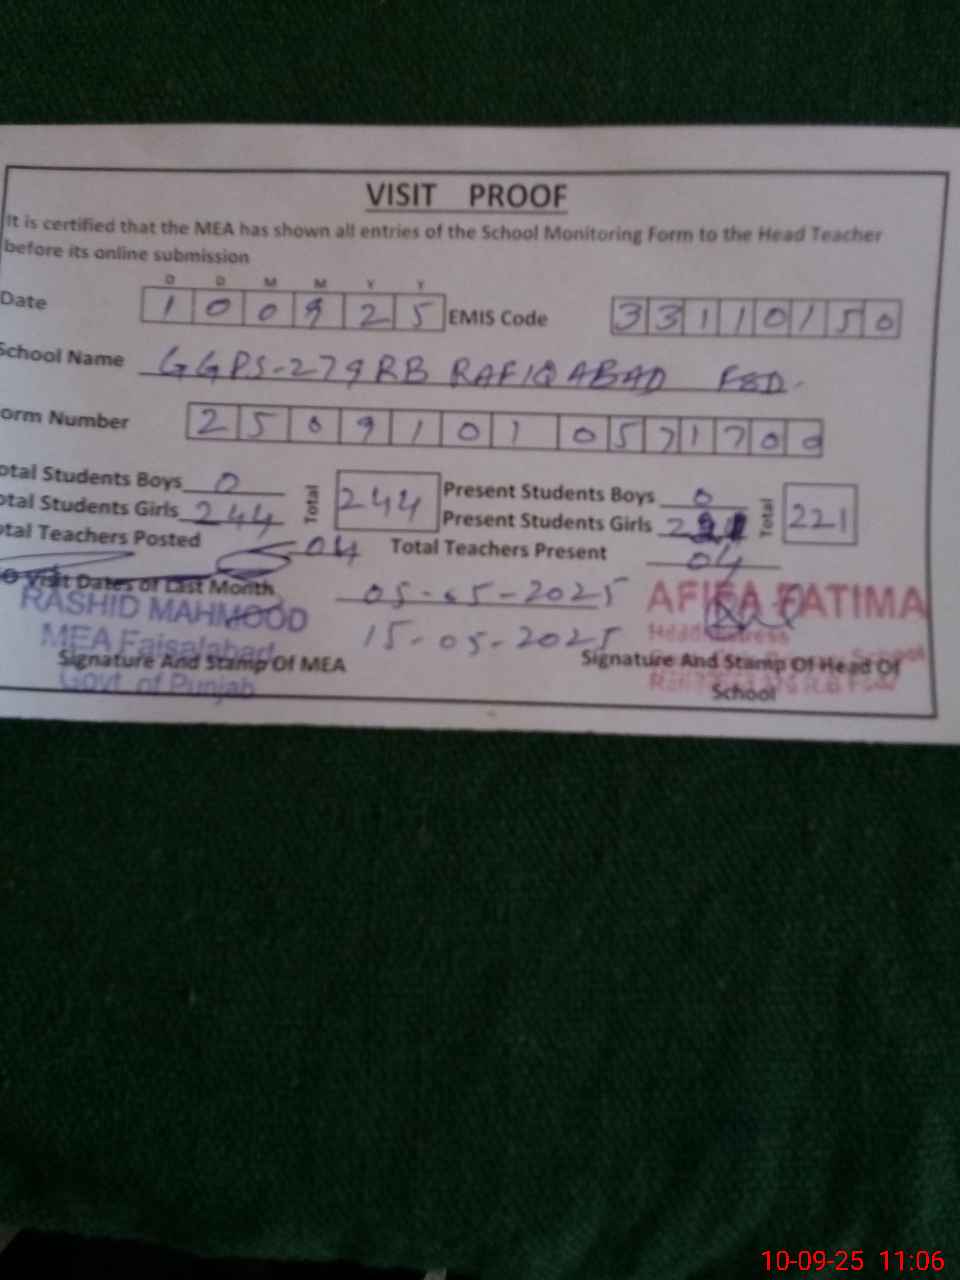 VISIT PROOF
It is certified that the MEA has shown all entries of the School Monitoring Form to the Head Teacher
before its online submission
D D M M Y Y
Date 1 0 0 9 2 5 EMIS Code 3 3 1 1 0 1 5 0
School Name GGPS-279RB RAFIQABAD FSD.
orm Number 2 5 0 9 1 0 1 0 5 7 1 7 0 0
otal Students Boys 0 Total 244 Present Students Boys 0 Total 221
otal Students Girls 244 Present Students Girls
otal Teachers Posted 04 Total Teachers Present 04
Visit Dates of Last Month 05-05-2025
15-05-2025
RASHID MAHMOOD
MEA Faisalabad
Govt of Punjab
Signature And Stamp Of MEA
AFIFA FATIMA
Headmistress
School
Signature And Stamp Of Head Of
School
10-09-25 11:06